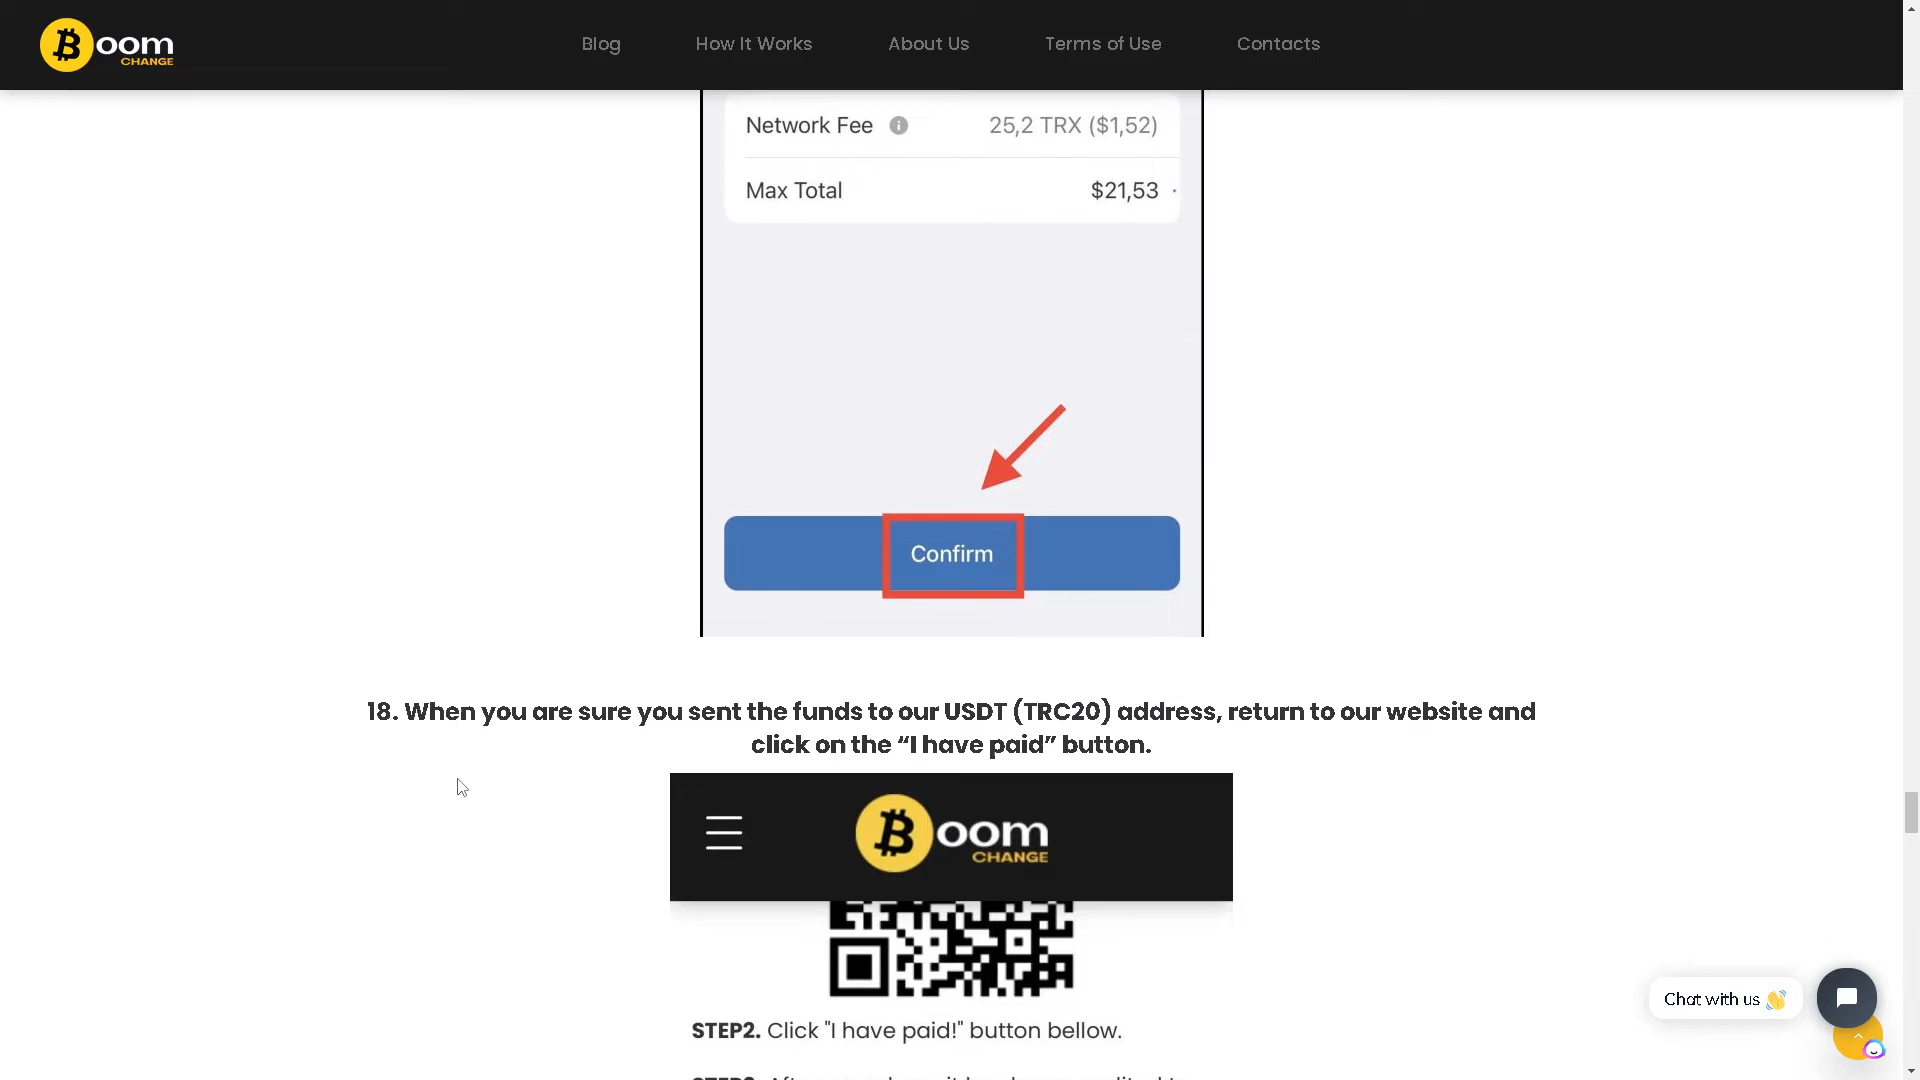 Boom
CHANGE
Blog
How It Works
About Us
Terms of Use
Contacts
Network Fee 25,2 TRX ($1,52)
Max Total $21,53
Confirm
18. When you are sure you sent the funds to our USDT (TRC20) address, return to our website and
click on the “I have paid” button.
Boom
CHANGE
STEP2. Click "I have paid!" button bellow.
Chat with us 👋